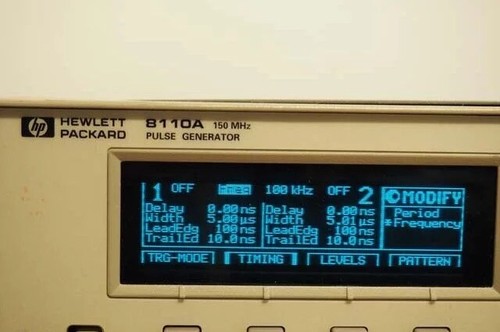 hp HEWLETT PACKARD 8110A 150 MHz
PULSE GENERATOR
1 OFF Freq 100 kHz OFF 2
Delay 0.00ns Delay 0.00ns
Width 5.00µs Width 5.01µs
LeadEdg 100ns LeadEdg 100ns
TrailEd 10.0ns TrailEd 10.0ns
MODIFY
Period
*Frequency
TRG-MODE TIMING LEVELS PATTERN